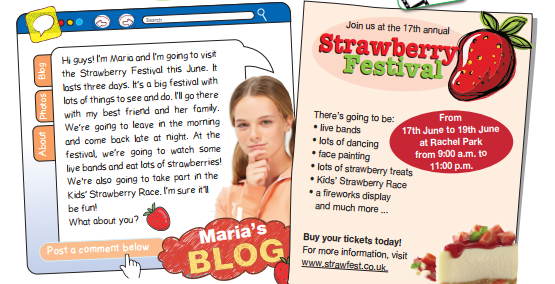 Search
Blog
Photos
About
Hi guys! I'm Maria and I'm going to visit
the Strawberry Festival this June. It
lasts three days. It's a big festival with
lots of things to see and do. I'll go there
with my best friend and her family.
We're going to leave in the morning
and come back late at night. At the
festival, we're going to watch some
live bands and eat lots of strawberries!
We're also going to take part in the
Kids' Strawberry Race. I'm sure it'll
be fun!
What about you?
Post a comment below
Maria's
BLOG
Join us at the 17th annual
Strawberry
Festival
There's going to be:
• live bands
• lots of dancing
• face painting
• lots of strawberry treats
• Kids' Strawberry Race
• a fireworks display
and much more ...
From
17th June to 19th June
at Rachel Park
from 9:00 a.m. to
11:00 p.m.
Buy your tickets today!
For more information, visit
www.strawfest.co.uk.